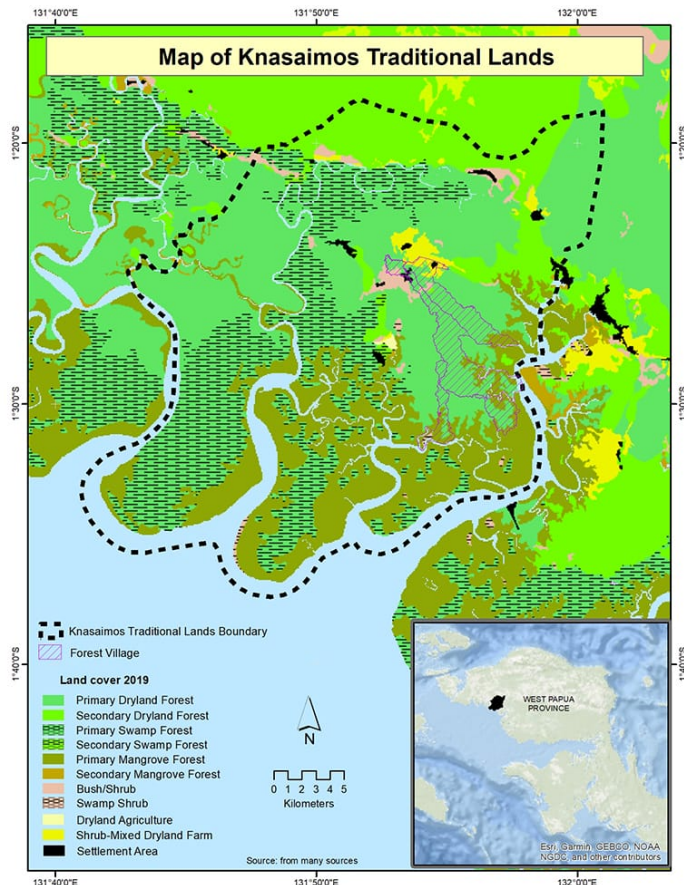 131°40'0"E
131°50'0"E
132°0'0"E
Map of Knasaimos Traditional Lands
1°20'0"S
1°20'0"S
1°30'0"S
1°30'0"S
1°40'0"S
1°40'0"S
Knasaimos Traditional Lands Boundary
Forest Village
Land cover 2019
Primary Dryland Forest
Secondary Dryland Forest
Primary Swamp Forest
Secondary Swamp Forest
Primary Mangrove Forest
Secondary Mangrove Forest
Bush/Shrub
Swamp Shrub
Dryland Agriculture
Shrub-Mixed Dryland Farm
Settlement Area
N
0 1 2 3 4 5
Kilometers
Source: from many sources
WEST PAPUA
PROVINCE
Esri, Garmin, GEBCO, NOAA
NGDC, and other contributors
131°40'0"E
131°50'0"E
132°0'0"E